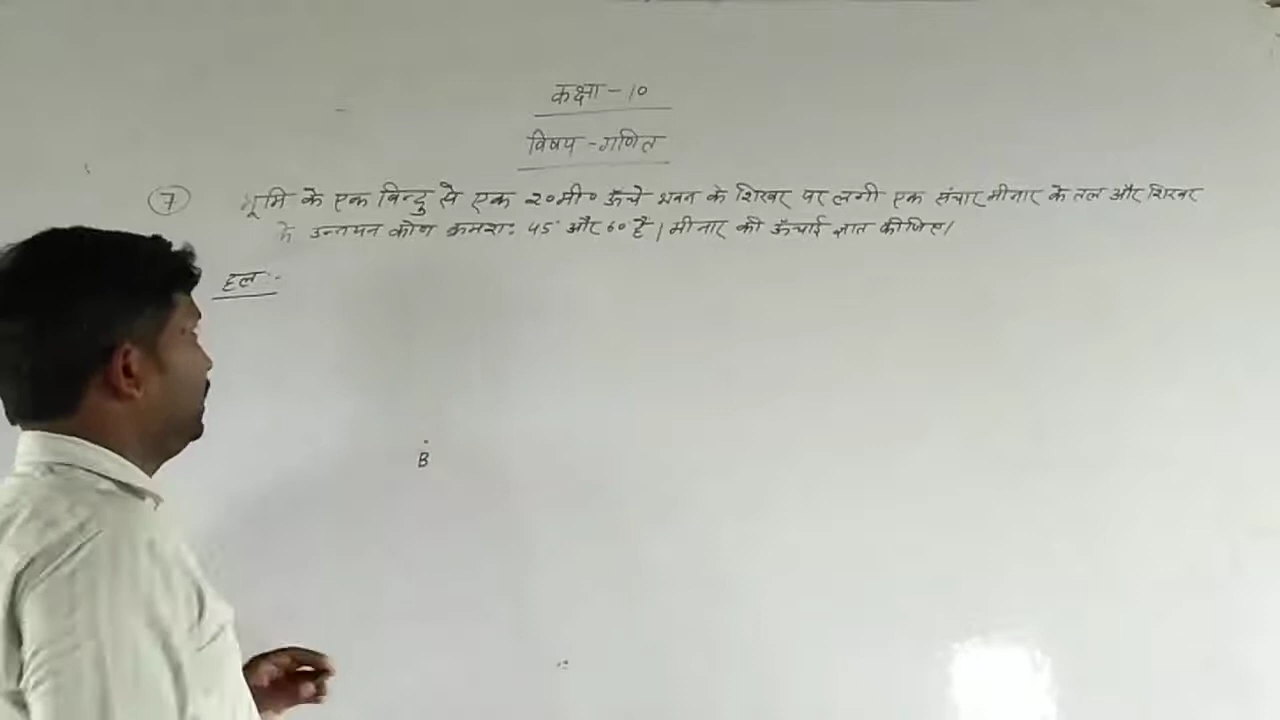 कक्षा - 10
विषय - गणित
7 भूमि के एक बिन्दु से एक २० मी० ऊँचे भवन के शिखर पर लगी एक संचार मीनार के तल और शिखर
के उन्नयन कोण क्रमशः 45° और 60° है। मीनार की ऊँचाई ज्ञात कीजिए।
हल :-
B